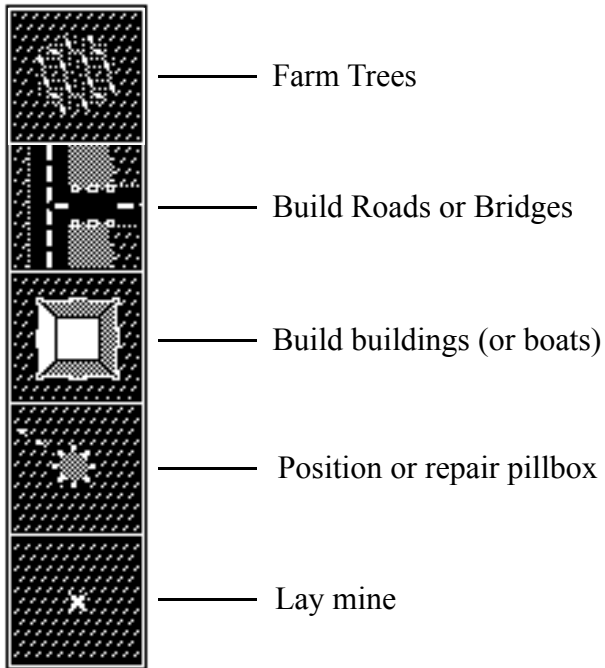 Farm Trees
Build Roads or Bridges
Build buildings (or boats)
Position or repair pillbox
Lay mine